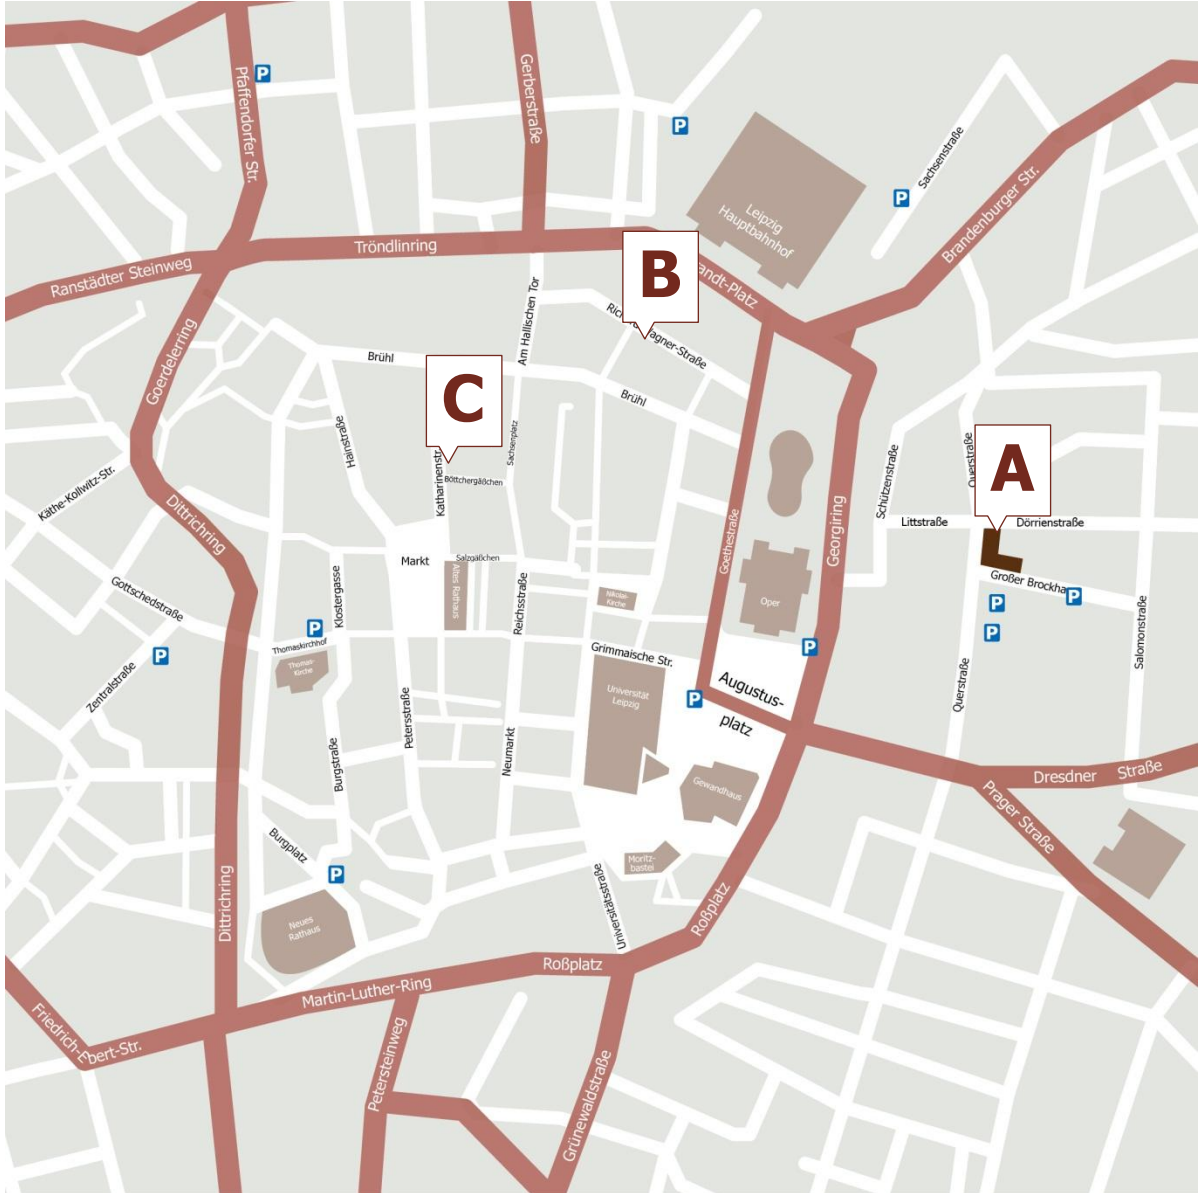 P
Pfaffendorfer Str.
Gerberstraße
P
Sachsenstraße
P
Leipzig
Hauptbahnhof
Brandenburger Str.
Tröndlinring
Ranstädter Steinweg
B
andt-Platz
Am Hallischen Tor
Goerdelerring
Brühl
Brühl
C
Hainstraße
Sachsenplatz
Katharinenstr.
Böttchergäßchen
Käthe-Kollwitz-Str.
Dittrichring
Goethestraße
Georgiring
Schützenstraße
Querstraße
A
Littstraße
Dörrienstraße
Markt
Salzgäßchen
Altes Rathaus
Gottschedstraße
Klostergasse
Reichsstraße
Nikolai-
Kirche
Oper
Großer Brockha
P
P
P
P
Thomaskirchhof
Thomas-
Kirche
P
Zentralstraße
Grimmaische Str.
P
Salomonstraße
Universität
Leipzig
P
Augustus-
platz
Querstraße
Petersstraße
Neumarkt
Burgstraße
Gewandhaus
Dresdner Straße
Prager Straße
Burgplatz
P
Moritz-
bastei
Universitätsstraße
Dittrichring
Neues
Rathaus
Roßplatz
Roßplatz
Martin-Luther-Ring
Friedrich-Ebert-Str.
Petersteinweg
Grünewaldstraße